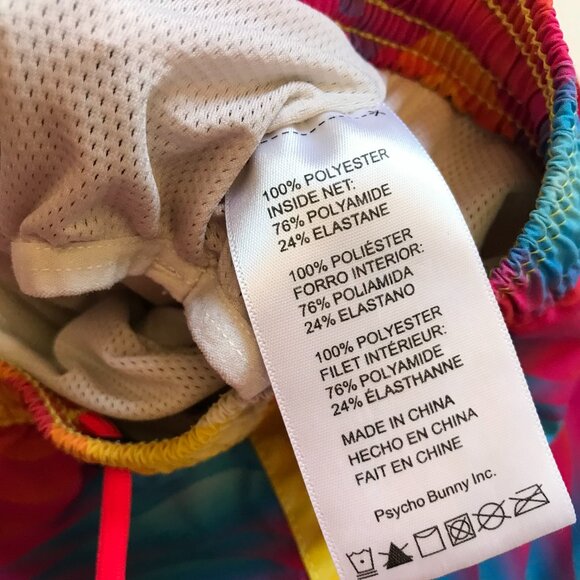 100% POLYESTER
INSIDE NET:
76% POLYAMIDE
24% ELASTANE
100% POLIÉSTER
FORRO INTERIOR:
76% POLIAMIDA
24% ELASTANO
100% POLYESTER
FILET INTÉRIEUR:
76% POLYAMIDE
24% ÉLASTHANNE
MADE IN CHINA
HECHO EN CHINA
FAIT EN CHINE
Psycho Bunny Inc.